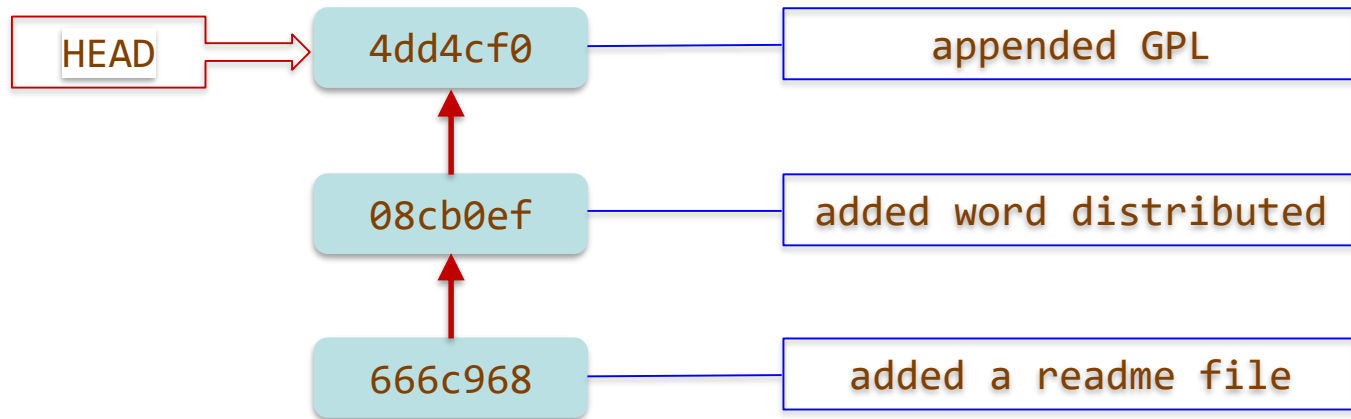 HEAD
4dd4cf0
appended GPL
08cb0ef
added word distributed
666c968
added a readme file